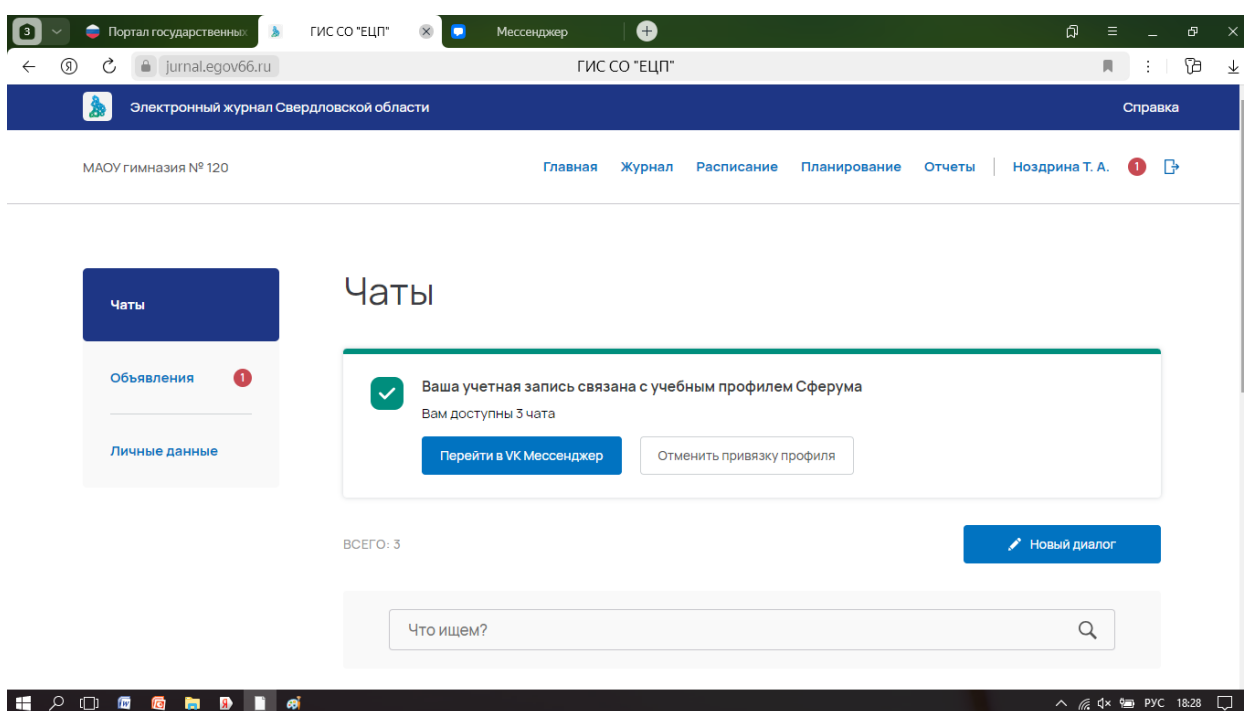 3
Портал государственных
ГИС СО "ЕЦП"
Мессенджер
jurnal.egov66.ru
ГИС СО "ЕЦП"
Электронный журнал Свердловской области
Справка
МАОУ гимназия № 120
Главная Журнал Расписание Планирование Отчеты Ноздрина Т. А. 1
Чаты
Объявления 1
Личные данные
Чаты
Ваша учетная запись связана с учебным профилем Сферума
Вам доступны 3 чата
Перейти в VK Мессенджер
Отменить привязку профиля
ВСЕГО: 3
Новый диалог
Что ищем?
РУС 18:28